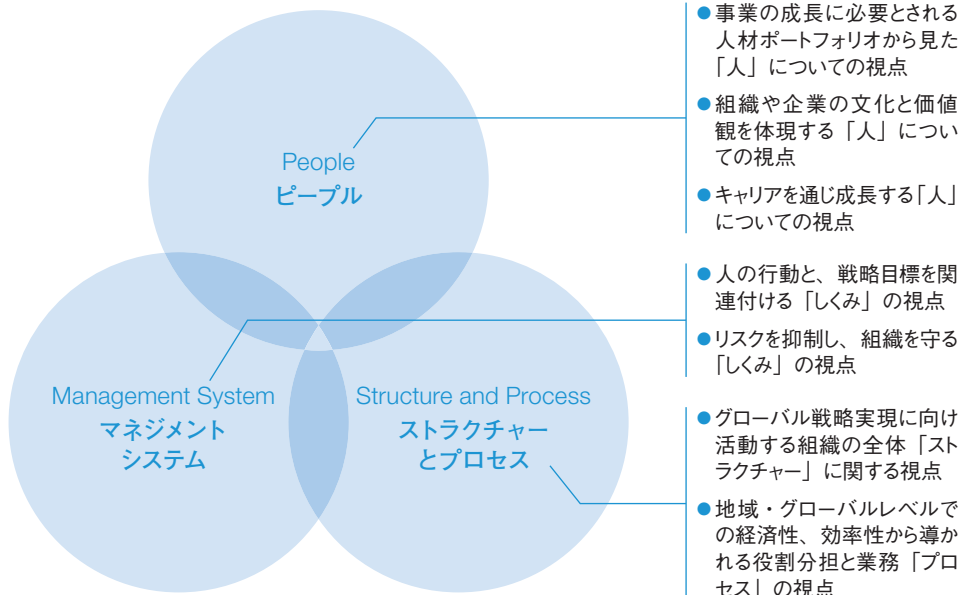 People
ピープル
Management System
マネジメント
システム
Structure and Process
ストラクチャー
とプロセス
●事業の成長に必要とされる
人材ポートフォリオから見た
「人」についての視点
●組織や企業の文化と価値
観を体現する「人」につい
ての視点
●キャリアを通じ成長する「人」
についての視点
●人の行動と、戦略目標を関
連付ける「しくみ」の視点
●リスクを抑制し、組織を守る
「しくみ」の視点
●グローバル戦略実現に向け
活動する組織の全体「スト
ラクチャー」に関する視点
●地域・グローバルレベルで
の経済性、効率性から導か
れる役割分担と業務「プロ
セス」の視点